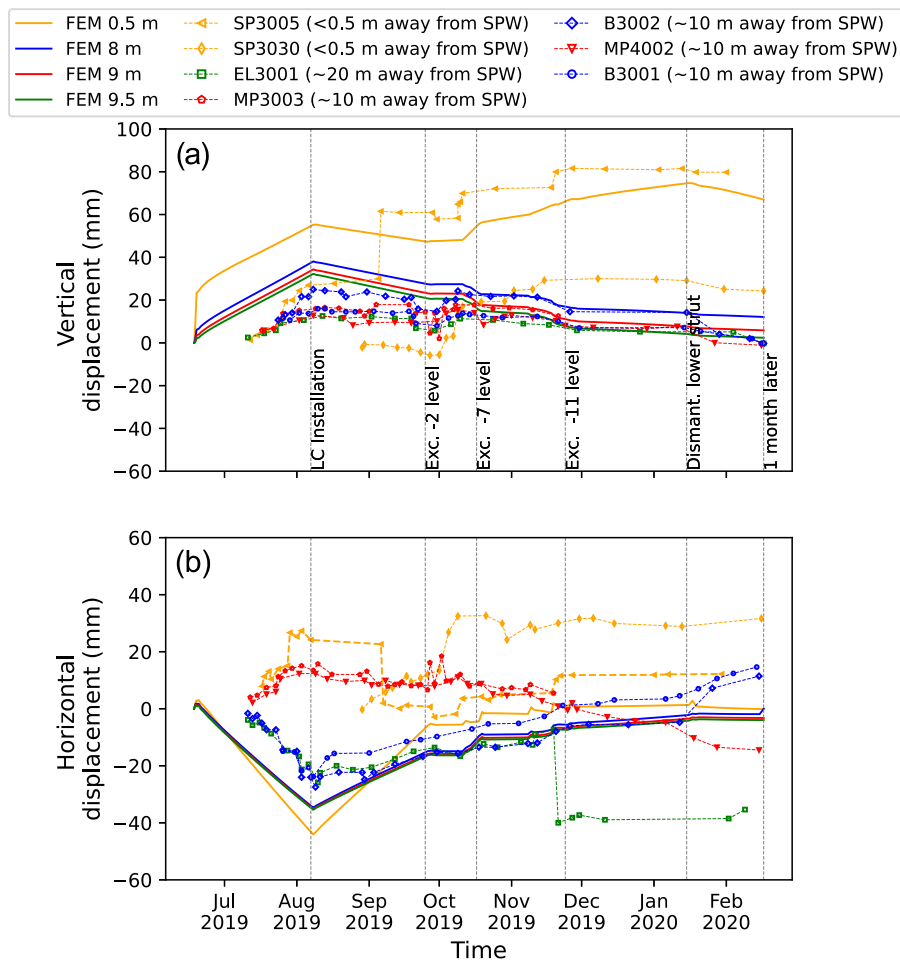 FEM 0.5 m
FEM 8 m
FEM 9 m
FEM 9.5 m
SP3005 (<0.5 m away from SPW)
SP3030 (<0.5 m away from SPW)
EL3001 (~20 m away from SPW)
MP3003 (~10 m away from SPW)
B3002 (~10 m away from SPW)
MP4002 (~10 m away from SPW)
B3001 (~10 m away from SPW)
(a)
Vertical
displacement (mm)
100
80
60
40
20
0
−20
−40
−60
LC Installation
Exc. -2 level
Exc. -7 level
Exc. -11 level
Dismant. lower strut
1 month later
(b)
Horizontal
displacement (mm)
60
40
20
0
−20
−40
−60
Jul
2019
Aug
2019
Sep
2019
Oct
2019
Nov
2019
Dec
2019
Jan
2020
Feb
2020
Time